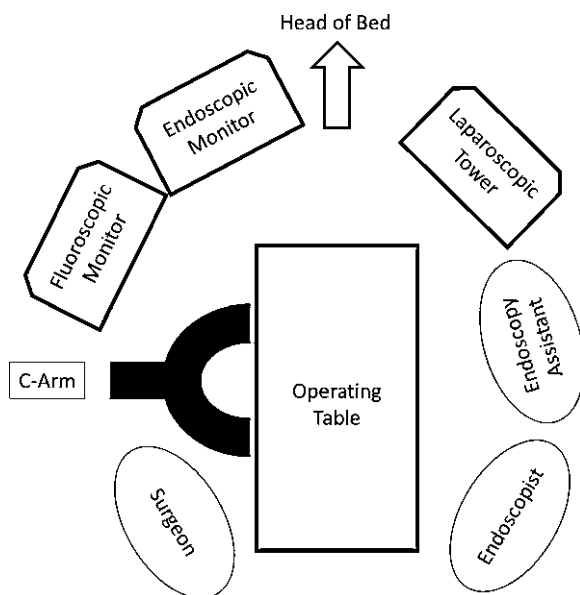 Head of Bed
Endoscopic
Monitor
Laparoscopic
Tower
Fluoroscopic
Monitor
Endoscopy
Assistant
C-Arm
Operating
Table
Surgeon
Endoscopist